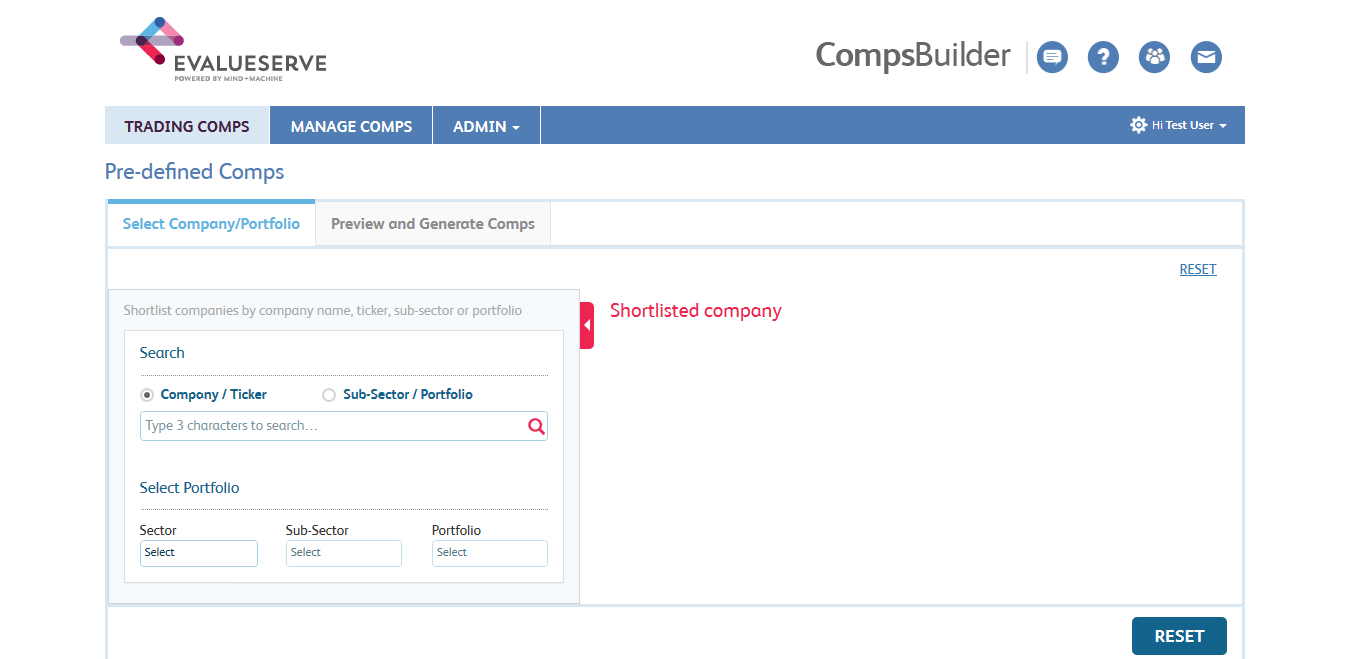 EVALUESERVE
POWERED BY MIND+MACHINE
CompsBuilder
?
TRADING COMPS MANAGE COMPS ADMIN Hi Test User
Pre-defined Comps
Select Company/Portfolio Preview and Generate Comps
RESET
Shortlist companies by company name, ticker, sub-sector or portfolio
Shortlisted company
Search
Company / Ticker Sub-Sector / Portfolio
Type 3 characters to search...
Select Portfolio
Sector Sub-Sector Portfolio
Select Select Select
RESET